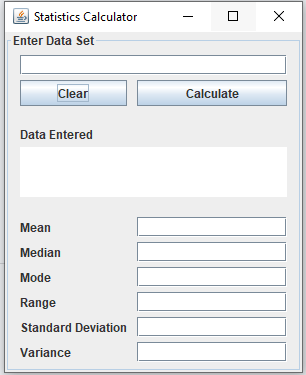 Statistics Calculator
Enter Data Set
Clear Calculate
Data Entered
Mean
Median
Mode
Range
Standard Deviation
Variance